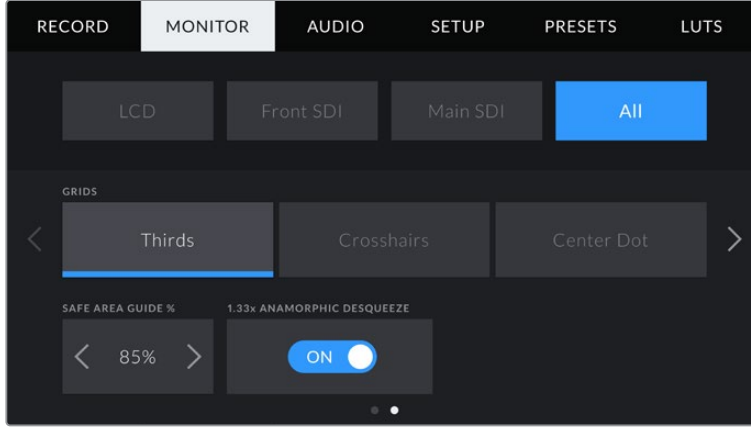 RECORD MONITOR AUDIO SETUP PRESETS LUTS
LCD Front SDI Main SDI All
GRIDS
Thirds Crosshairs Center Dot
SAFE AREA GUIDE % 1.33x ANAMORPHIC DESQUEEZE
85% ON